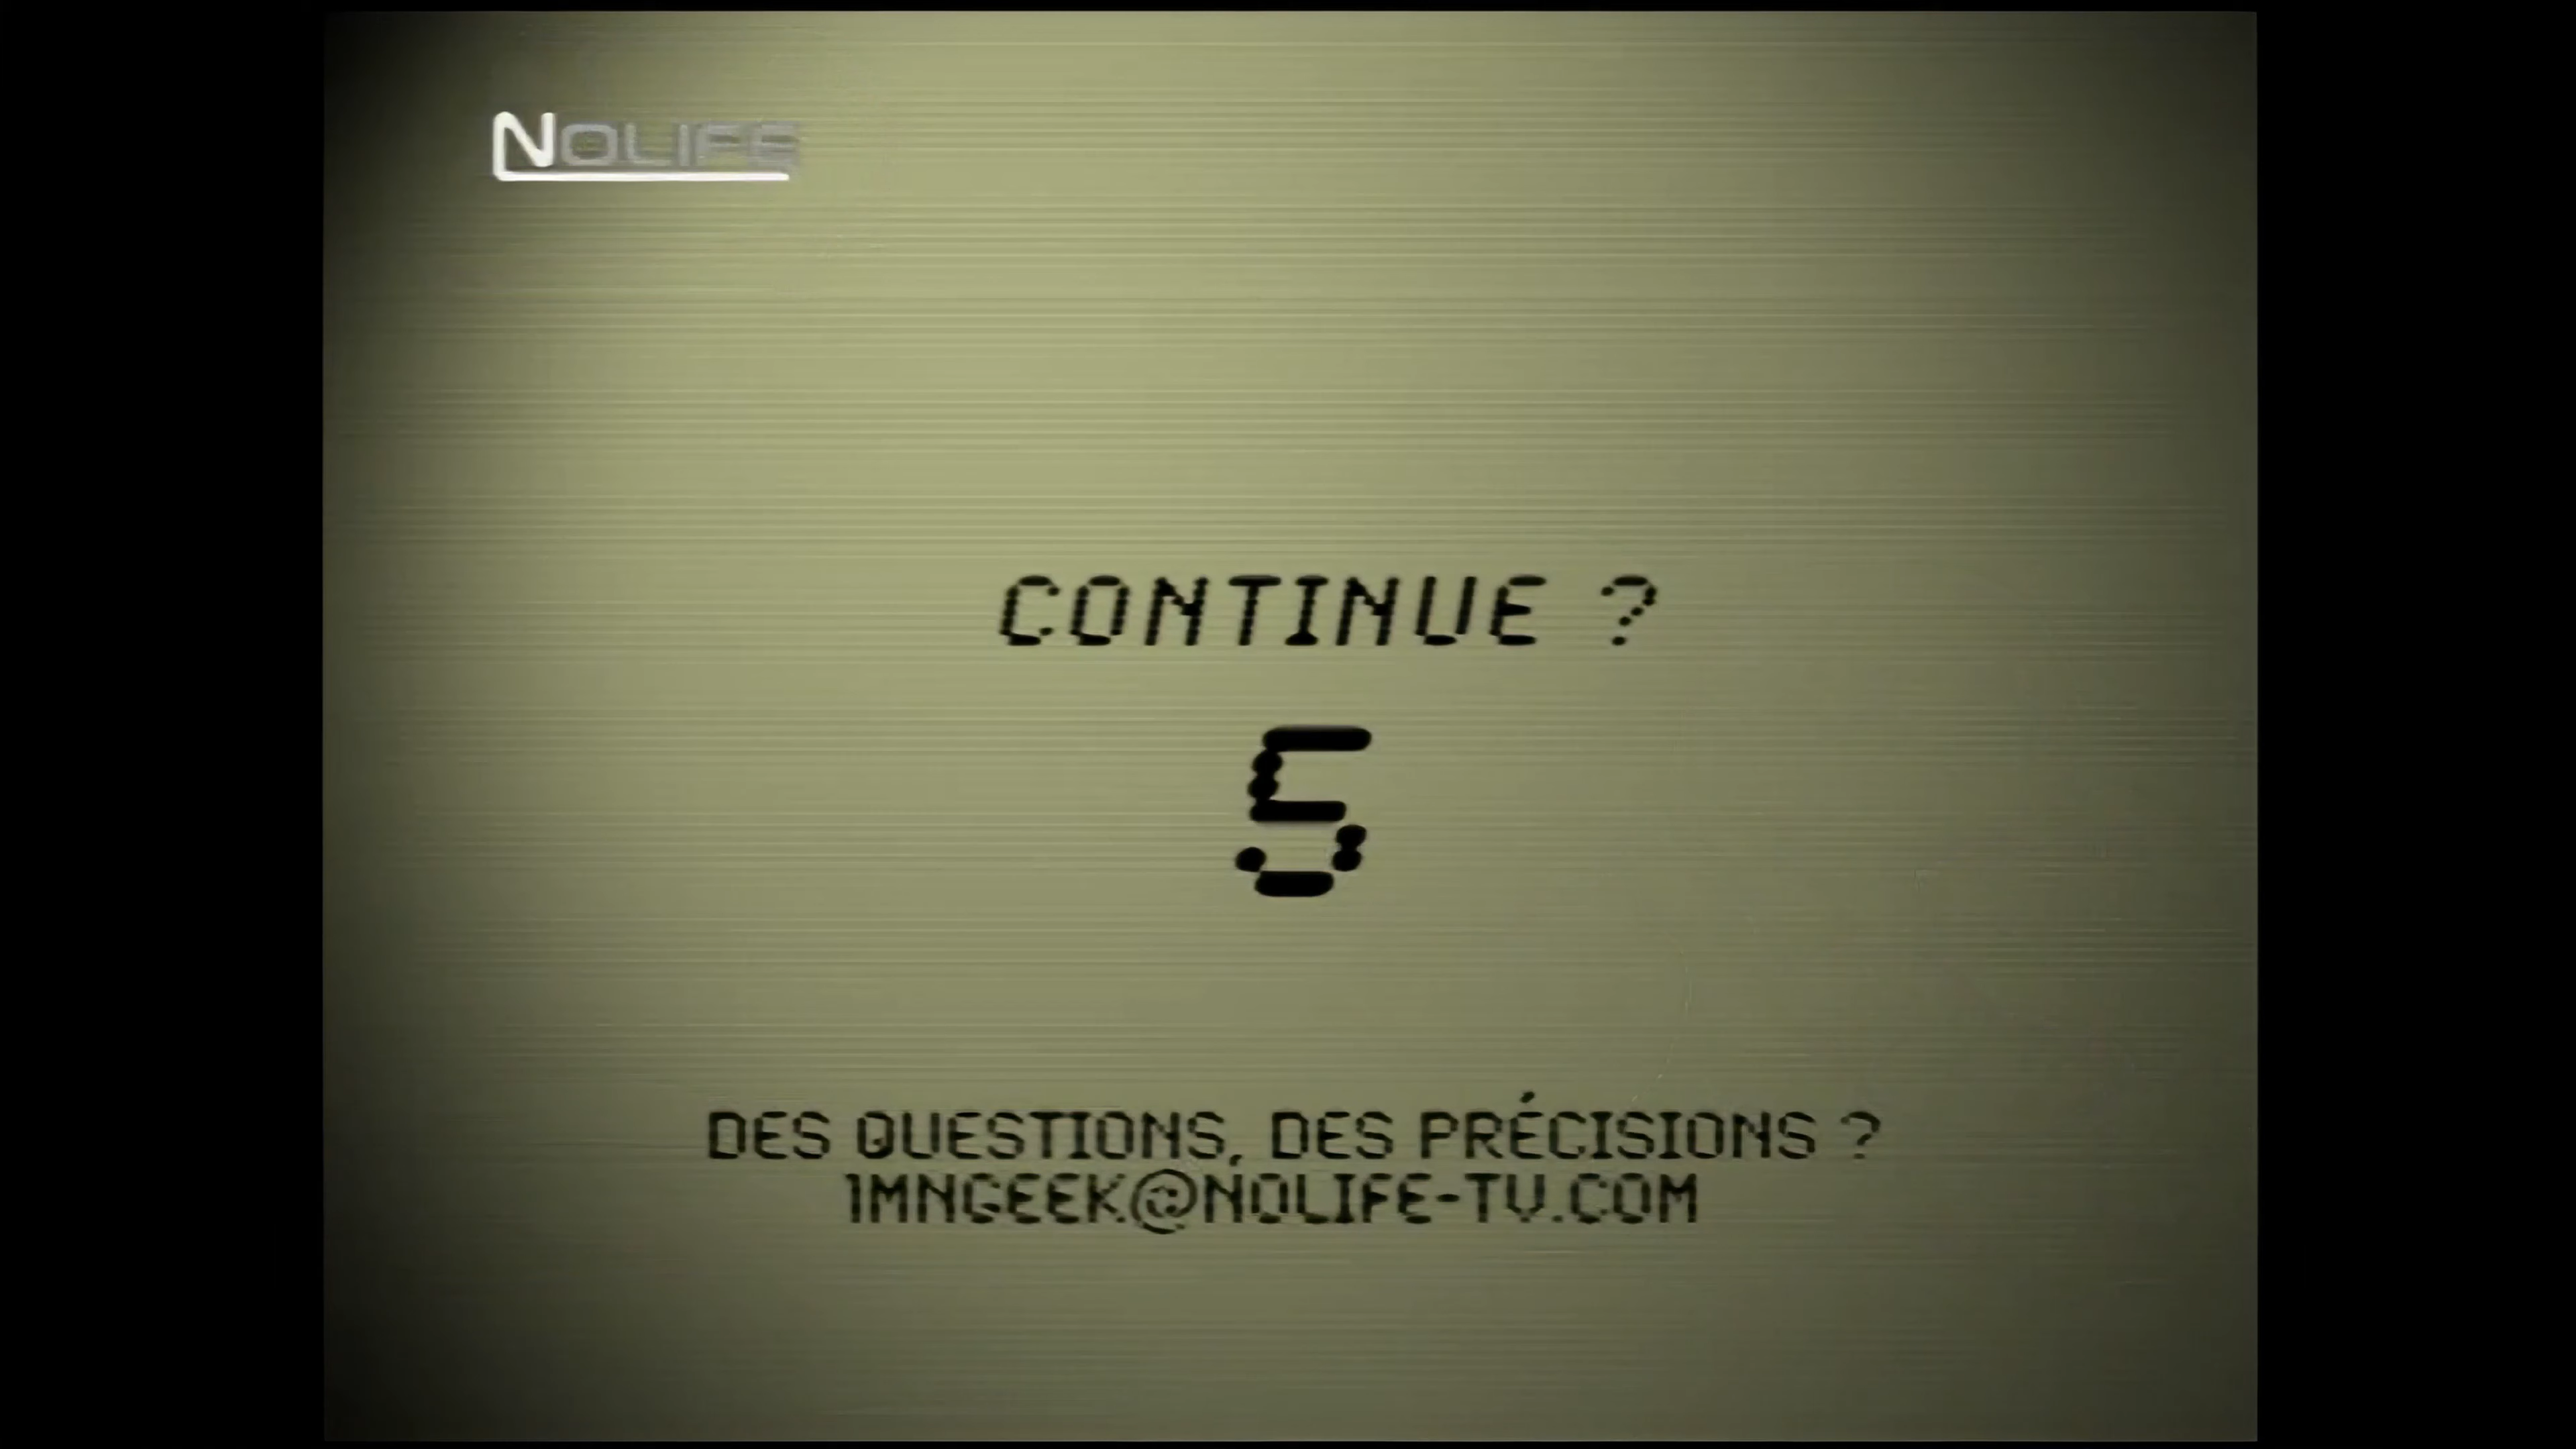 NOLIFE
CONTINUE ?
5
DES QUESTIONS, DES PRÉCISIONS ?
1MNGEEK@NOLIFE-TV.COM